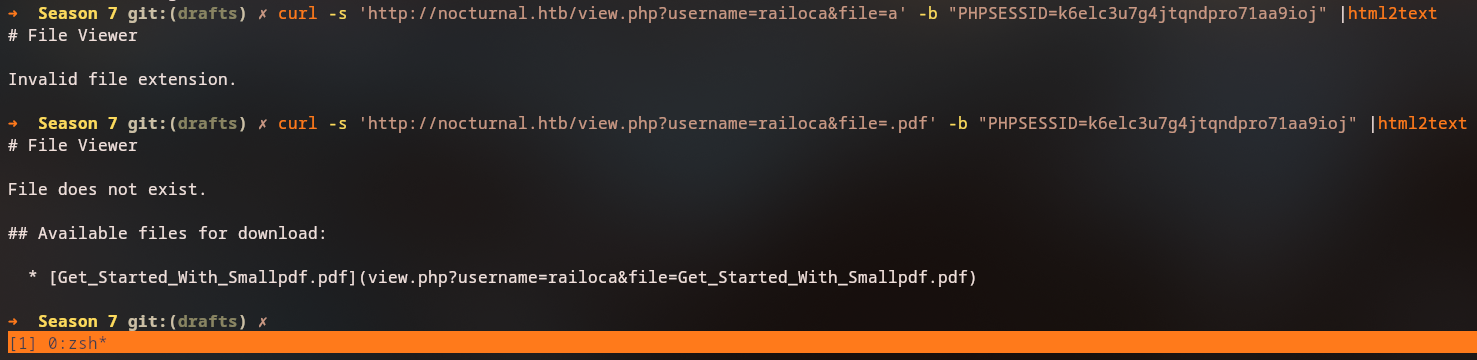 →  Season 7 git:(drafts) ✗ curl -s 'http://nocturnal.htb/view.php?username=railoca&file=a' -b "PHPSESSID=k6elc3u7g4jtqndpro71aa9ioj" |html2text
# File Viewer
Invalid file extension.
→  Season 7 git:(drafts) ✗ curl -s 'http://nocturnal.htb/view.php?username=railoca&file=.pdf' -b "PHPSESSID=k6elc3u7g4jtqndpro71aa9ioj" |html2text
# File Viewer
File does not exist.
## Available files for download:
  * [Get_Started_With_Smallpdf.pdf](view.php?username=railoca&file=Get_Started_With_Smallpdf.pdf)
→  Season 7 git:(drafts) ✗
[1] 0:zsh*